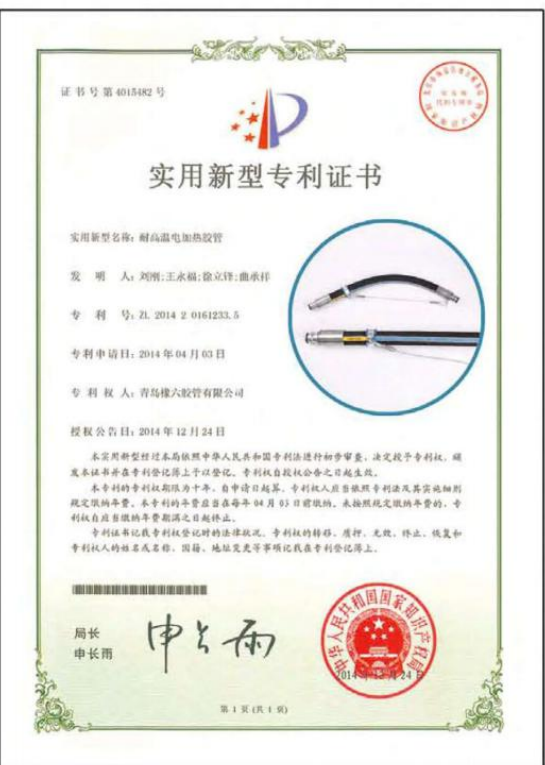 证书号第4015482号
实用新型专利证书
实用新型名称：耐高温电加热胶管
发 明 人：刘刚;王永福;徐立锋;曲承祥
专 利 号：ZL 2014 2 0161233.5
专利申请日：2014年04月03日
专 利 权 人：青岛橡六胶管有限公司
授权公告日：2014年12月24日
本实用新型经过本局依照中华人民共和国专利法进行初步审查，决定授予专利权，颁
发本证书并在专利登记簿上予以登记。专利权自授权公告之日起生效。
本专利的专利权期限为十年，自申请日起算。专利权人应当依照专利法及其实施细则
规定缴纳年费。本专利的年费应当在每年04月03日前缴纳。未按照规定缴纳年费的，专
利权自应当缴纳年费期满之日起终止。
专利证书记载专利权登记时的法律状况。专利权的转移、质押、无效、终止、恢复和
专利权人的姓名或名称、国籍、地址变更等事项记载在专利登记簿上。
局长
申长雨
申长雨
中华人民共和国国家知识产权局
2014年12月24日
第 1 页 (共 1 页)